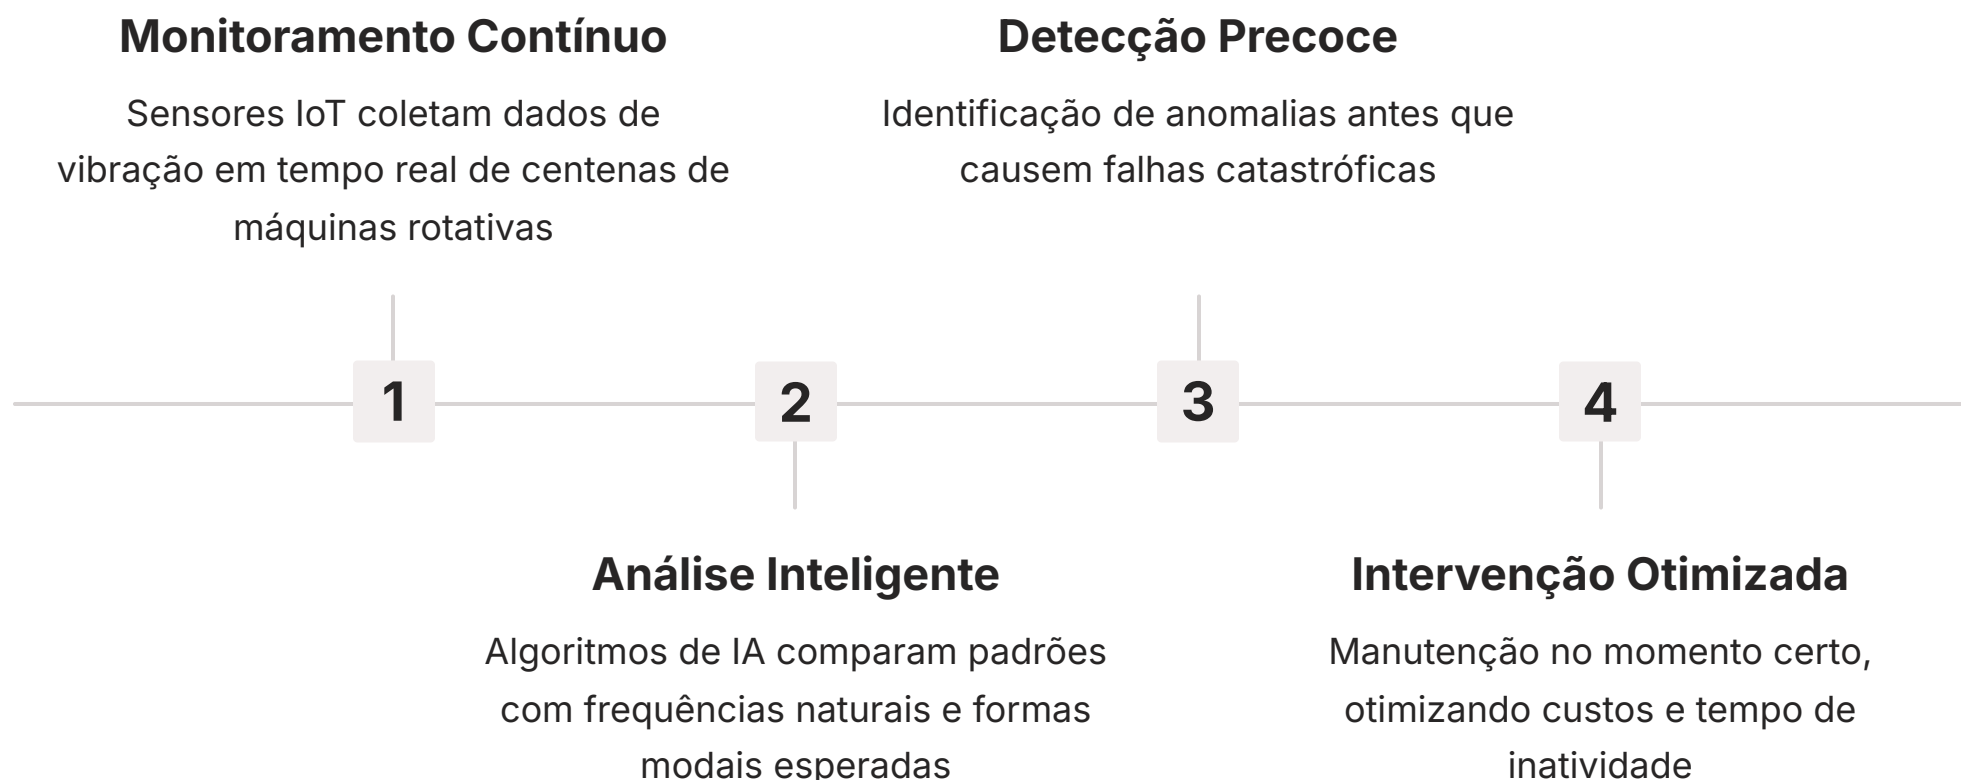 Monitoramento Contínuo
Sensores IoT coletam dados de
vibração em tempo real de centenas de
máquinas rotativas
Detecção Precoce
Identificação de anomalias antes que
causem falhas catastróficas
1
2
3
4
Análise Inteligente
Algoritmos de IA comparam padrões
com frequências naturais e formas
modais esperadas
Intervenção Otimizada
Manutenção no momento certo,
otimizando custos e tempo de
inatividade